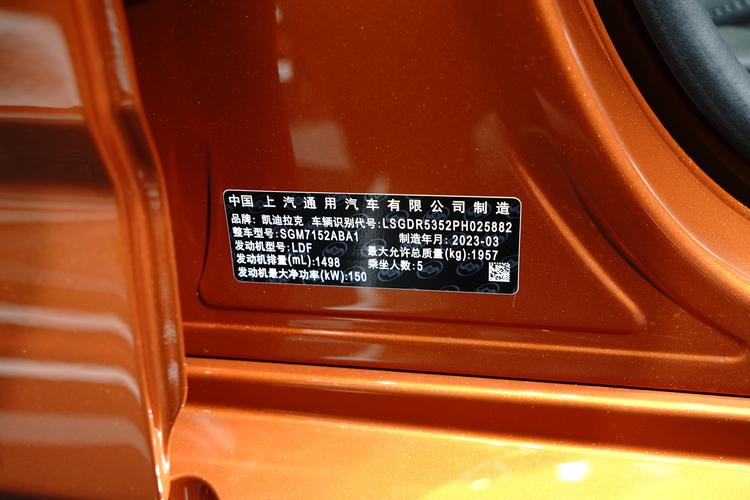 中国 上汽通用汽车有限公司制造
品牌: 凯迪拉克 车辆识别代号:LSGDR5352PH025882
整车型号:SGM7152ABA1 制造年月:2023-03
发动机型号:LDF 最大允许总质量(kg):1957
发动机排量(mL):1498 乘坐人数:5
发动机最大净功率(kW):150